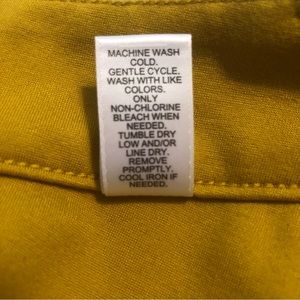 MACHINE WASH
COLD.
GENTLE CYCLE.
WASH WITH LIKE
COLORS.
ONLY
NON-CHLORINE
BLEACH WHEN
NEEDED.
TUMBLE DRY
LOW AND/OR
LINE DRY.
REMOVE
PROMPTLY.
COOL IRON IF
NEEDED.